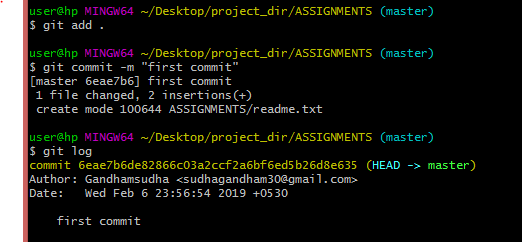 user@hp MINGW64 ~/Desktop/project_dir/ASSIGNMENTS (master)
$ git add .
user@hp MINGW64 ~/Desktop/project_dir/ASSIGNMENTS (master)
$ git commit -m "first commit"
[master 6eae7b6] first commit
 1 file changed, 2 insertions(+)
 create mode 100644 ASSIGNMENTS/readme.txt
user@hp MINGW64 ~/Desktop/project_dir/ASSIGNMENTS (master)
$ git log
commit 6eae7b6de82866c03a2ccf2a6bf6ed5b26d8e635 (HEAD -> master)
Author: Gandhamsudha <sudhagandham30@gmail.com>
Date:   Wed Feb 6 23:56:54 2019 +0530
    first commit